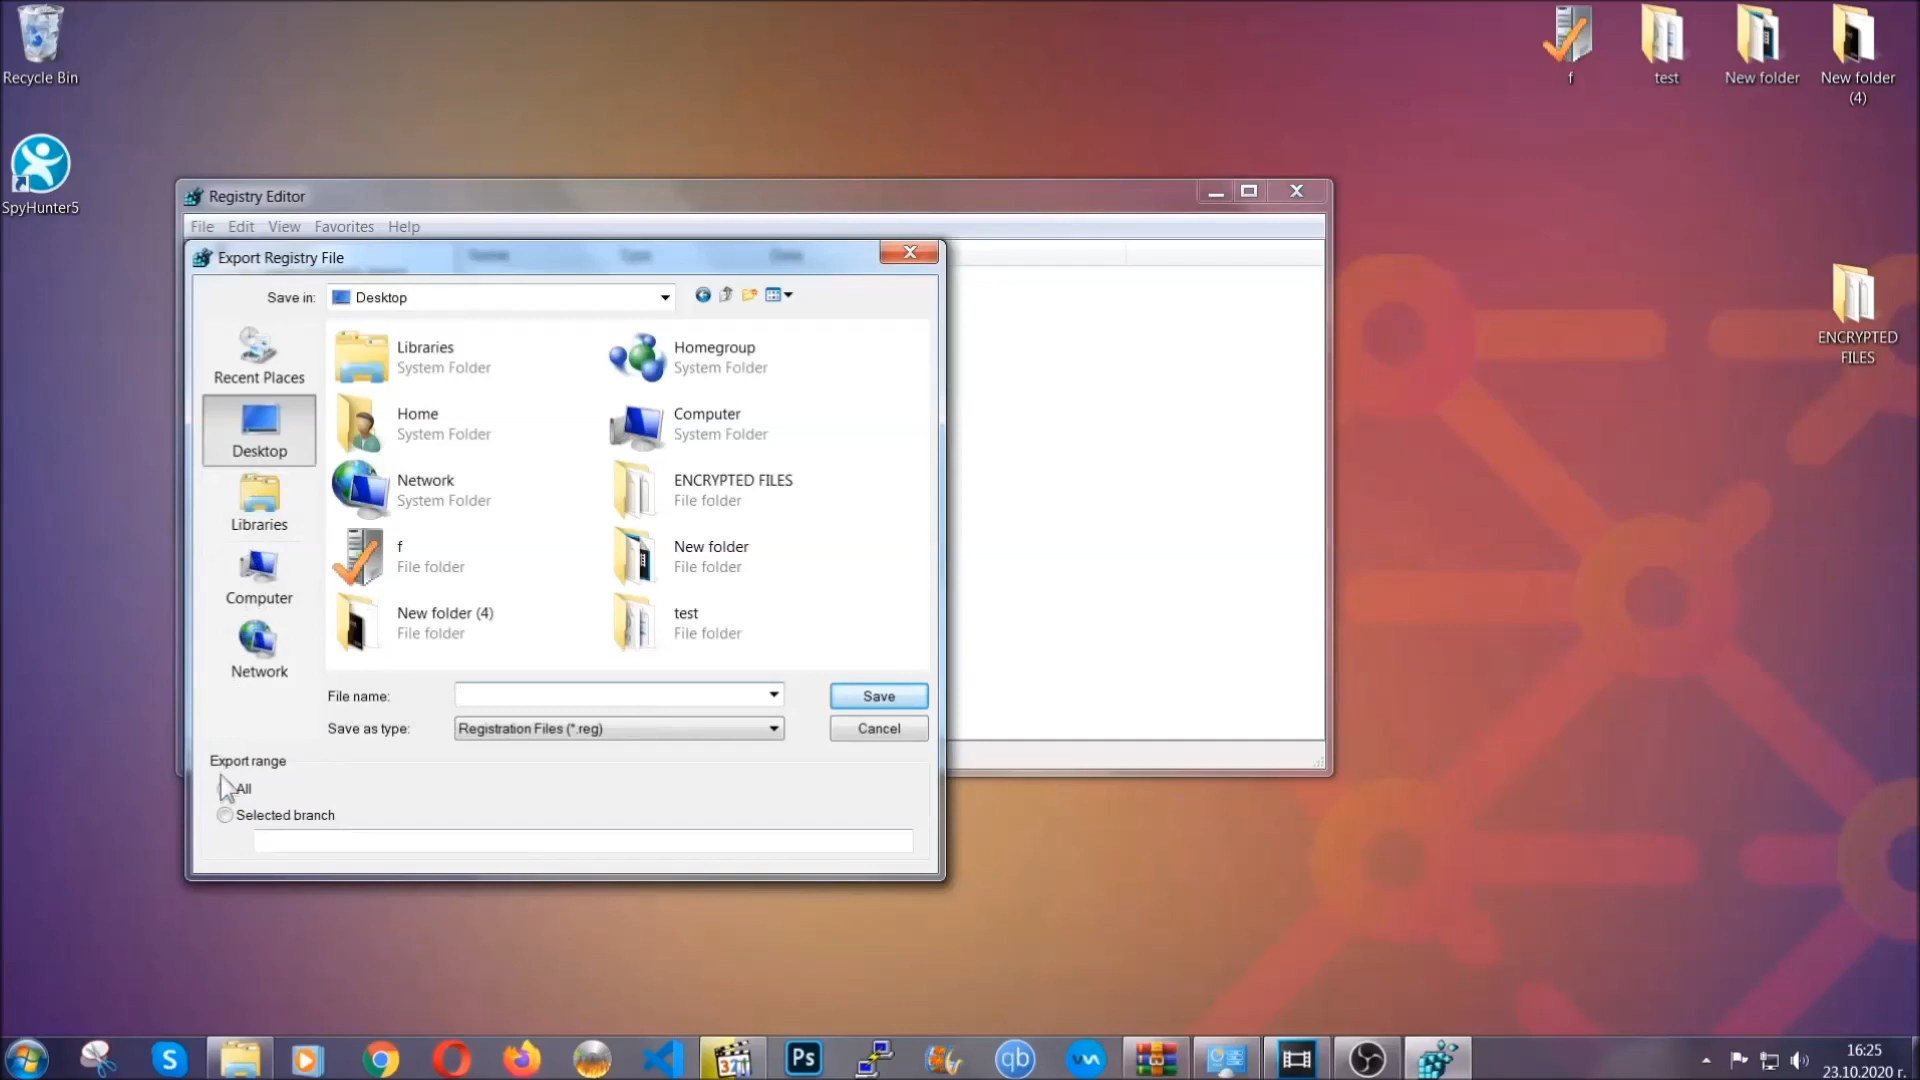 Recycle Bin
SpyHunter5
f
test
New folder
New folder
(4)
ENCRYPTED
FILES
Registry Editor
File Edit View Favorites Help
Export Registry File
Save in: Desktop
Recent Places
Desktop
Libraries
Computer
Network
Libraries
System Folder
Homegroup
System Folder
Home
System Folder
Computer
System Folder
Network
System Folder
ENCRYPTED FILES
File folder
f
File folder
New folder
File folder
New folder (4)
File folder
test
File folder
File name:
Save
Save as type: Registration Files (*.reg)
Cancel
Export range
All
Selected branch
S
321
Ps
qb
16:25
23.10.2020 г.